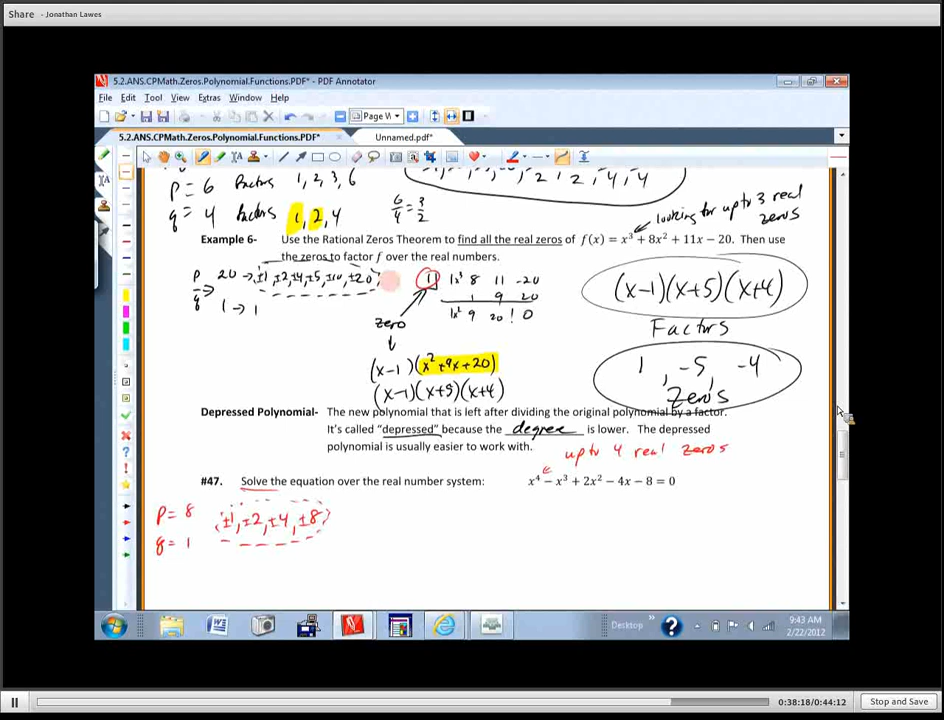 Share - Jonathan Lawes
5.2.ANS.CPMath.Zeros.Polynomial.Functions.PDF* - PDF Annotator
File Edit Tool View Extras Window Help
Page W
5.2.ANS.CPMath.Zeros.Polynomial.Functions.PDF* Unnamed.pdf*
P = 6 Factors 1, 2, 3, 6
q = 4 Factors 1, 2, 4
6/4 = 3/2
looking for up to 3 real zeros
Example 6- Use the Rational Zeros Theorem to find all the real zeros of f(x) = x³ + 8x² + 11x − 20. Then use
the zeros to factor f over the real numbers.
P 20 → ±1, ±2, ±4, ±5, ±10, ±20
q → 1 → 1
1| 1x³ 8 11 -20
1 9 20
1x² 9 20 ! 0
zero
(x-1)(x²+9x+20)
(x-1)(x+5)(x+4)
(x-1)(x+5)(x+4)
Factors
1, -5, -4
Zeros
Depressed Polynomial- The new polynomial that is left after dividing the original polynomial by a factor.
It's called "depressed" because the degree is lower. The depressed
polynomial is usually easier to work with.
up to 4 real zeros
#47. Solve the equation over the real number system: x⁴ − x³ + 2x² − 4x − 8 = 0
P = 8 ±1, ±2, ±4, ±8
q = 1
Desktop
9:43 AM
2/22/2012
0:38:18/0:44:12
Stop and Save